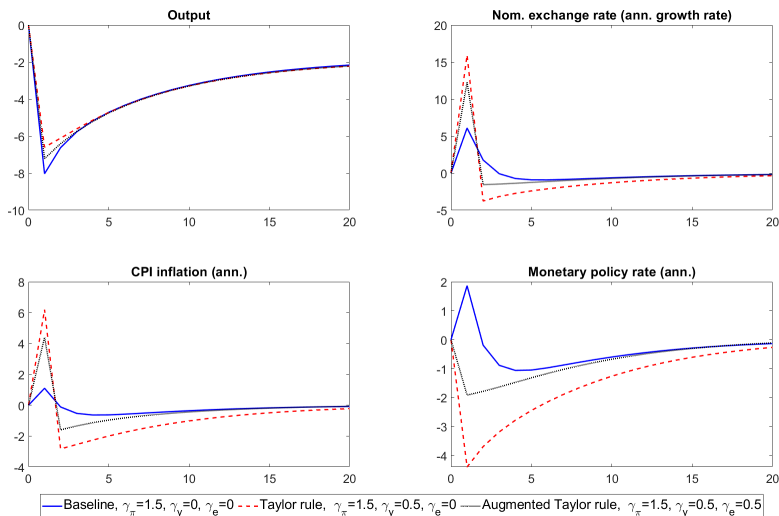 Output
Nom. exchange rate (ann. growth rate)
0
-2
-4
-6
-8
-10
0 5 10 15 20
20
15
10
5
0
-5
0 5 10 15 20
CPI inflation (ann.)
Monetary policy rate (ann.)
8
6
4
2
0
-2
-4
0 5 10 15 20
2
1
0
-1
-2
-3
-4
0 5 10 15 20
Baseline, γπ=1.5, γy=0, γe=0 Taylor rule, γπ=1.5, γy=0.5, γe=0 Augmented Taylor rule, γπ=1.5, γy=0.5, γe=0.5